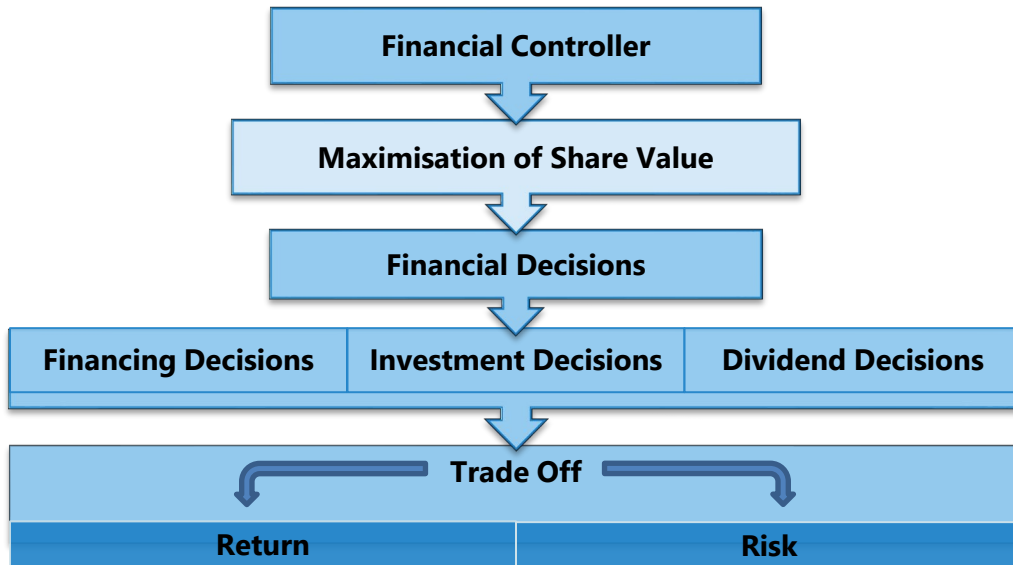 Financial Controller
Maximisation of Share Value
Financial Decisions
Financing Decisions
Investment Decisions
Dividend Decisions
Trade Off
Return
Risk